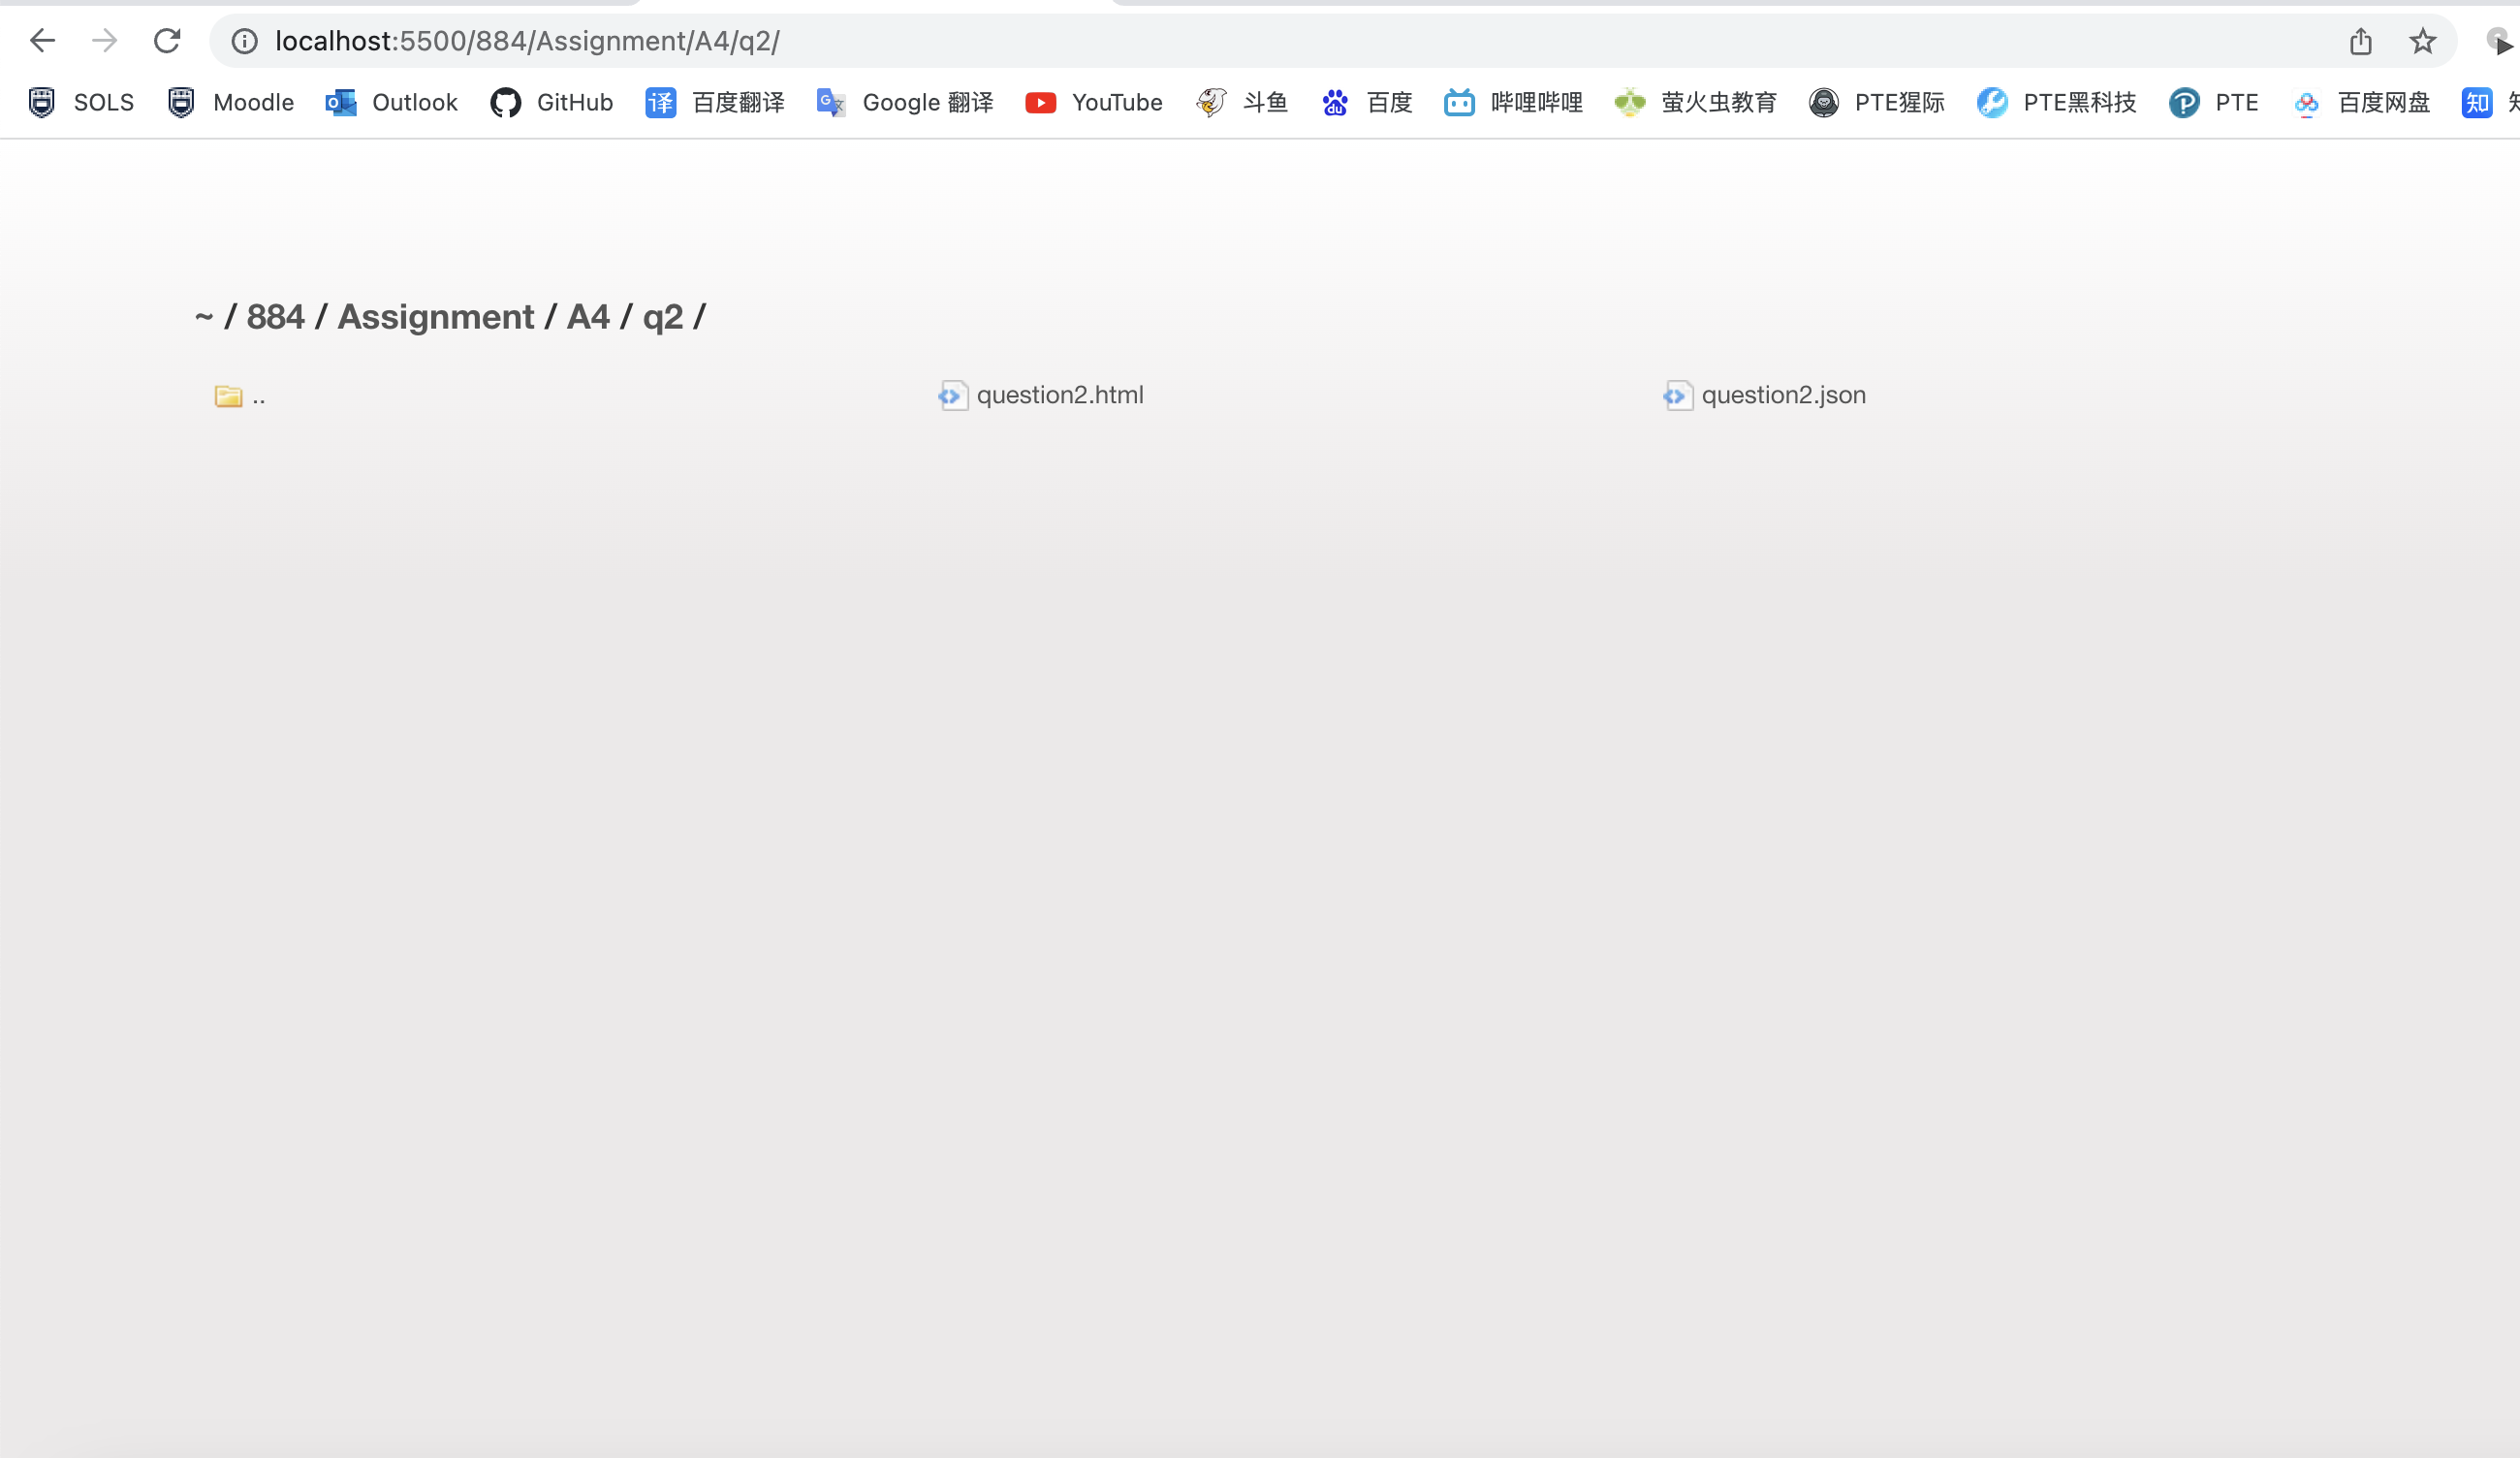 localhost:5500/884/Assignment/A4/q2/
SOLS Moodle Outlook GitHub 译 百度翻译 Google 翻译 YouTube 斗鱼 du 百度 哔哩哔哩 萤火虫教育 PTE猩际 PTE黑科技 PTE 百度网盘 知
~ / 884 / Assignment / A4 / q2 /
.. question2.html question2.json